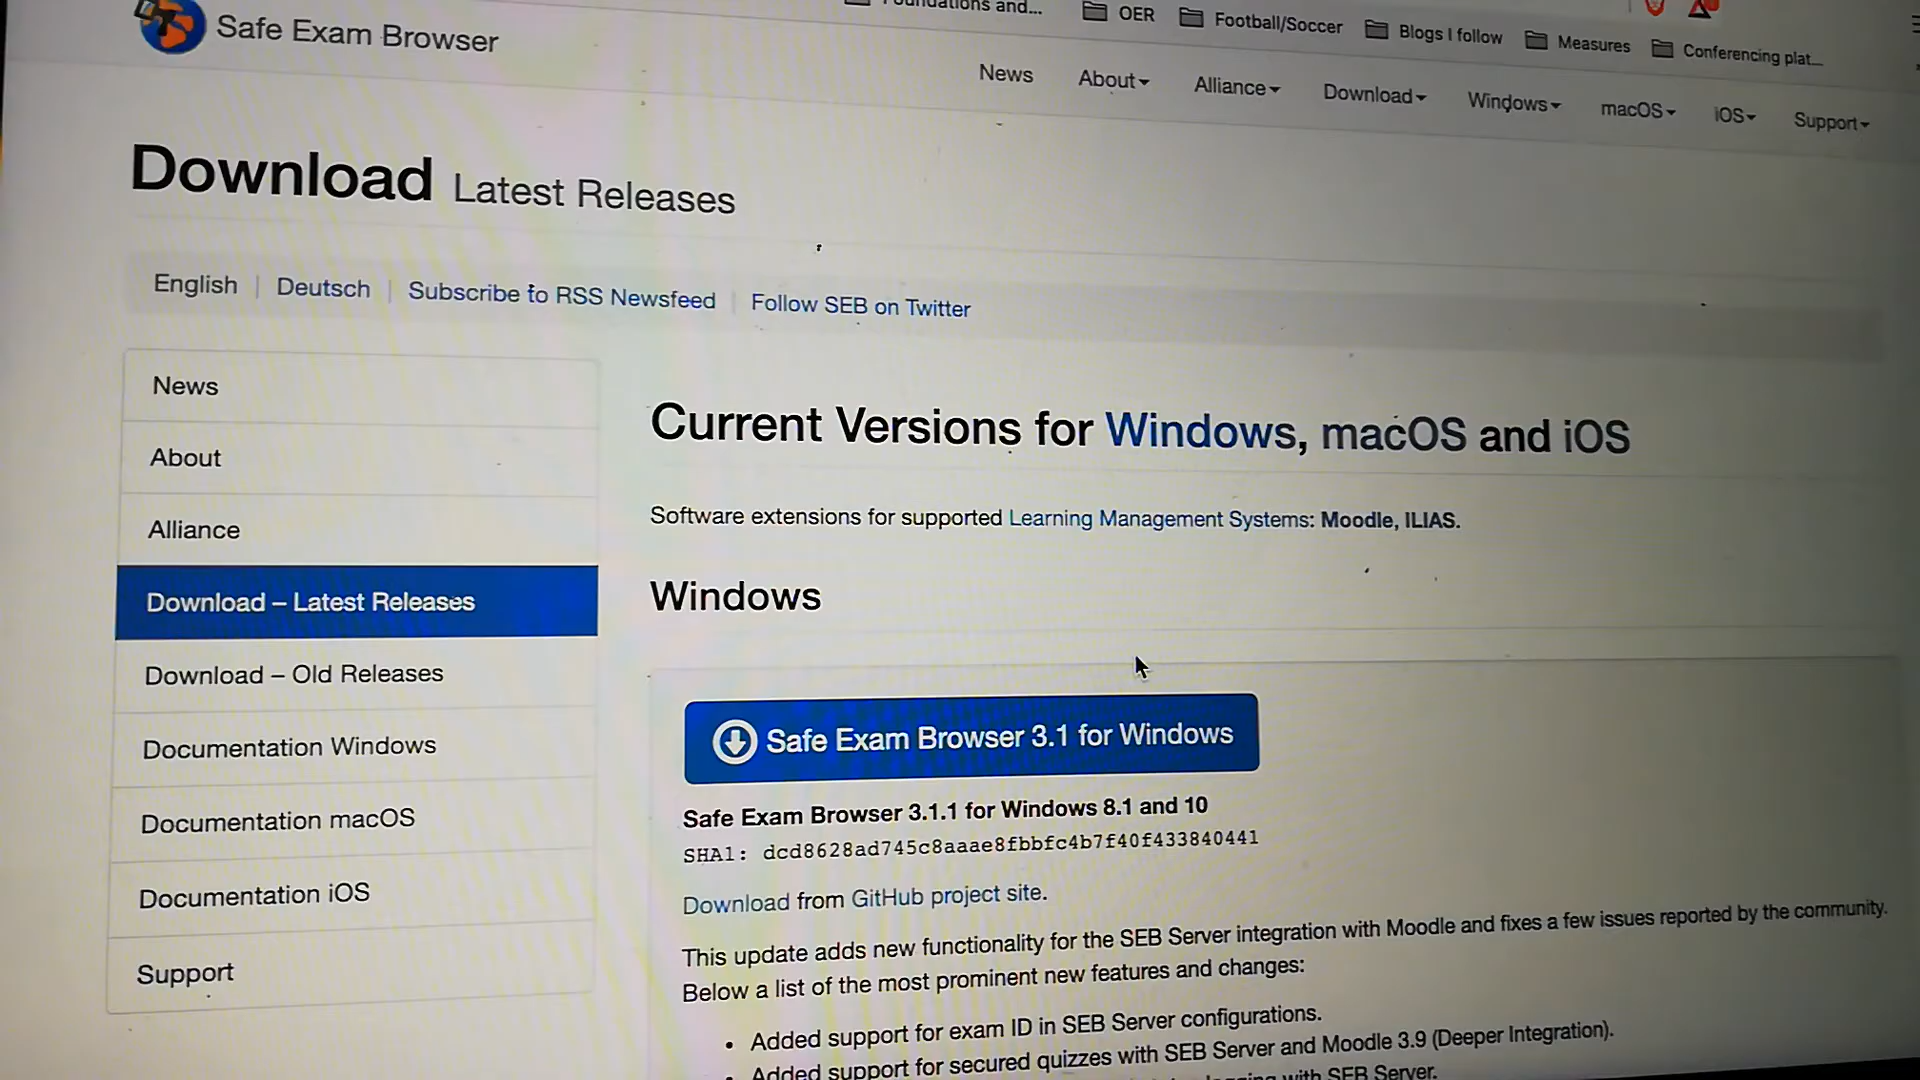 Safe Exam Browser
and...
OER
Football/Soccer
Blogs I follow
Measures
Conferencing plat...
News
About
Alliance
Download
Windows
macOS
iOS
Support
Download Latest Releases
English | Deutsch | Subscribe to RSS Newsfeed | Follow SEB on Twitter
News
About
Alliance
Download – Latest Releases
Download – Old Releases
Documentation Windows
Documentation macOS
Documentation iOS
Support
Current Versions for Windows, macOS and iOS
Software extensions for supported Learning Management Systems: Moodle, ILIAS.
Windows
Safe Exam Browser 3.1 for Windows
Safe Exam Browser 3.1.1 for Windows 8.1 and 10
SHA1: dcd8628ad745c8aaae8fbbfc4b7f40f433840441
Download from GitHub project site.
This update adds new functionality for the SEB Server integration with Moodle and fixes a few issues reported by the community.
Below a list of the most prominent new features and changes:
• Added support for exam ID in SEB Server configurations.
• Added support for secured quizzes with SEB Server and Moodle 3.9 (Deeper Integration).
with SEB Server.